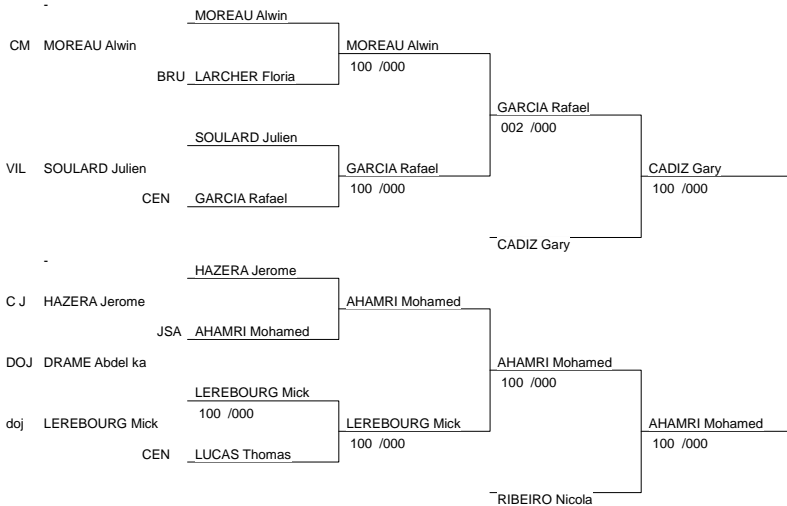 -
MOREAU Alwin
CM MOREAU Alwin MOREAU Alwin
100 /000
BRU LARCHER Floria
GARCIA Rafael
002 /000
SOULARD Julien
VIL SOULARD Julien GARCIA Rafael CADIZ Gary
100 /000 100 /000
CEN GARCIA Rafael
CADIZ Gary
-
HAZERA Jerome
C J HAZERA Jerome AHAMRI Mohamed
JSA AHAMRI Mohamed
DOJ DRAME Abdel ka AHAMRI Mohamed
100 /000
LEREBOURG Mick
100 /000
doj LEREBOURG Mick LEREBOURG Mick AHAMRI Mohamed
100 /000 100 /000
CEN LUCAS Thomas
RIBEIRO Nicola